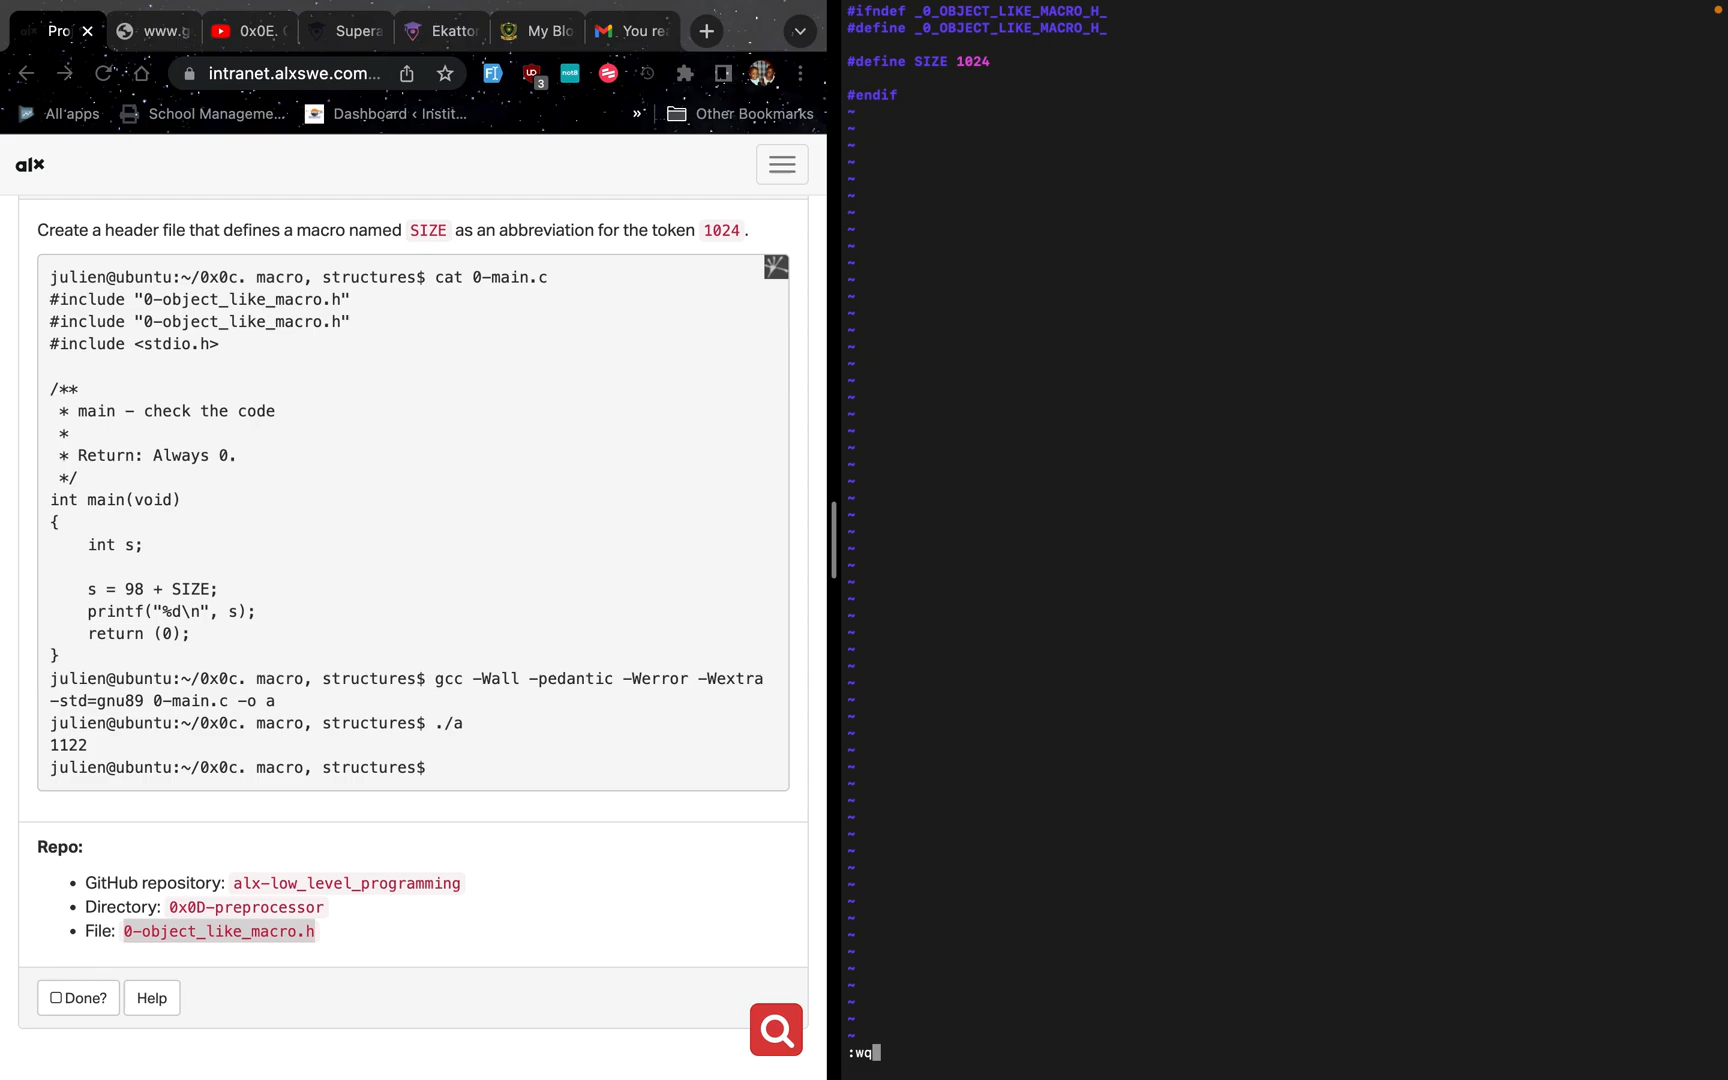 Pro
www.g
0x0E. (
Supera
Ekattor
My Blo
You rea
intranet.alxswe.com...
3
All apps
School Manageme...
Dashboard ‹ Instit...
»
Other Bookmarks
alx
Create a header file that defines a macro named SIZE as an abbreviation for the token 1024.
julien@ubuntu:~/0x0c. macro, structures$ cat 0-main.c
#include "0-object_like_macro.h"
#include "0-object_like_macro.h"
#include <stdio.h>
/**
* main - check the code
*
* Return: Always 0.
*/
int main(void)
{
int s;
s = 98 + SIZE;
printf("%d\n", s);
return (0);
}
julien@ubuntu:~/0x0c. macro, structures$ gcc -Wall -pedantic -Werror -Wextra
-std=gnu89 0-main.c -o a
julien@ubuntu:~/0x0c. macro, structures$ ./a
1122
julien@ubuntu:~/0x0c. macro, structures$
Repo:
• GitHub repository: alx-low_level_programming
• Directory: 0x0D-preprocessor
• File: 0-object_like_macro.h
Done?
Help
#ifndef _0_OBJECT_LIKE_MACRO_H_
#define _0_OBJECT_LIKE_MACRO_H_
#define SIZE 1024
#endif
:wq